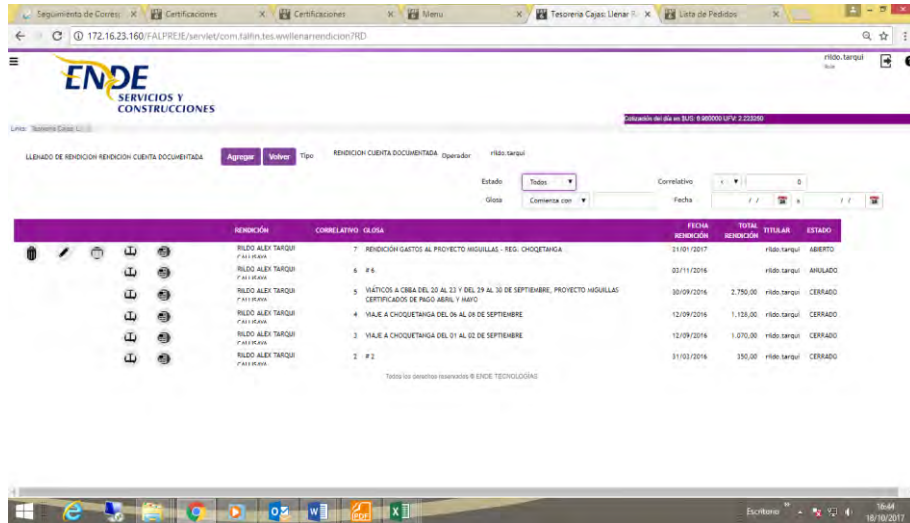 Seguimiento de Corres
Certificaciones
Certificaciones
Menu
Tesoreria Cajas: Llenar R
Lista de Pedidos
172.16.23.160/FALPREJE/servlet/com.falfin.tes.wwllenarrendicion?RD
rildo.tarqui
ENDE
SERVICIOS Y
CONSTRUCCIONES
Cotización del día en $US: 6.960000 UFV: 2.223260
LLENADO DE RENDICION RENDICION CUENTA DOCUMENTADA
Agregar
Volver
Tipo
RENDICION CUENTA DOCUMENTADA
Operador
rildo.tarqui
Estado
Todos
Correlativo
<
0
Glosa
Comienza con
Fecha
/ /
a
/ /
RENDICIÓN CORRELATIVO GLOSA FECHA RENDICIÓN TOTAL RENDICIÓN TITULAR ESTADO
RILDO ALEX TARQUI CALLISAYA 7 RENDICIÓN GASTOS AL PROYECTO MIGUILLAS - REG. CHOQETANGA 31/01/2017 rildo.tarqui ABIERTO
RILDO ALEX TARQUI CALLISAYA 6 # 6 03/11/2016 rildo.tarqui ANULADO
RILDO ALEX TARQUI CALLISAYA 5 VIÁTICOS A CBBA DEL 20 AL 23 Y DEL 29 AL 30 DE SEPTIEMBRE, PROYECTO MIGUILLAS 30/09/2016 2.750,00 rildo.tarqui CERRADO
CERTIFICADOS DE PAGO ABRIL Y MAYO
RILDO ALEX TARQUI CALLISAYA 4 VIAJE A CHOQUETANGA DEL 06 AL 08 DE SEPTIEMBRE 12/09/2016 1.128,00 rildo.tarqui CERRADO
RILDO ALEX TARQUI CALLISAYA 3 VIAJE A CHOQUETANGA DEL 01 AL 02 DE SEPTIEMBRE 12/09/2016 1.070,00 rildo.tarqui CERRADO
RILDO ALEX TARQUI CALLISAYA 2 # 2 31/03/2016 350,00 rildo.tarqui CERRADO
Todos los derechos reservados © ENDE TECNOLOGÍAS
Escritorio
16:44
18/10/2017